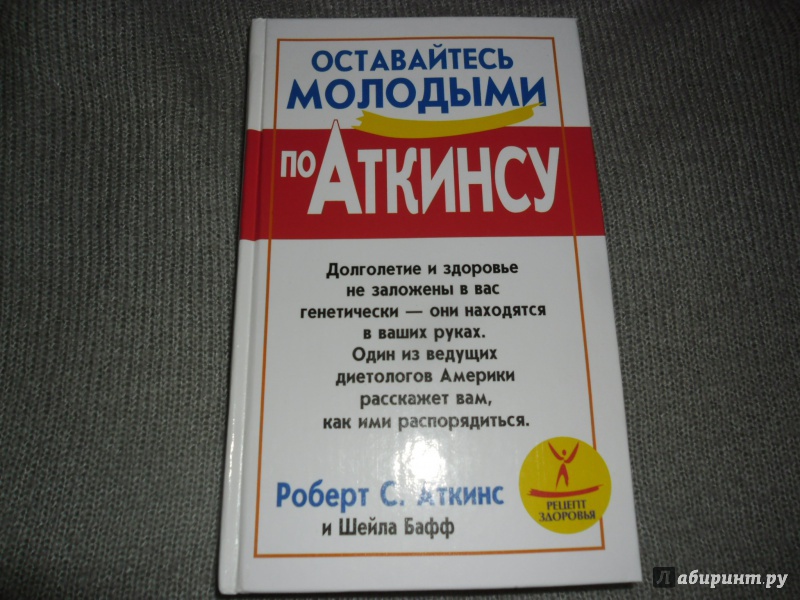 ОСТАВАЙТЕСЬ
МОЛОДЫМИ
ПО АТКИНСУ
Долголетие и здоровье
не заложены в вас
генетически — они находятся
в ваших руках.
Один из ведущих
диетологов Америки
расскажет вам,
как ими распорядиться.
Роберт С. Аткинс
и Шейла Бафф
РЕЦЕПТ
ЗДОРОВЬЯ
Лабиринт.ру